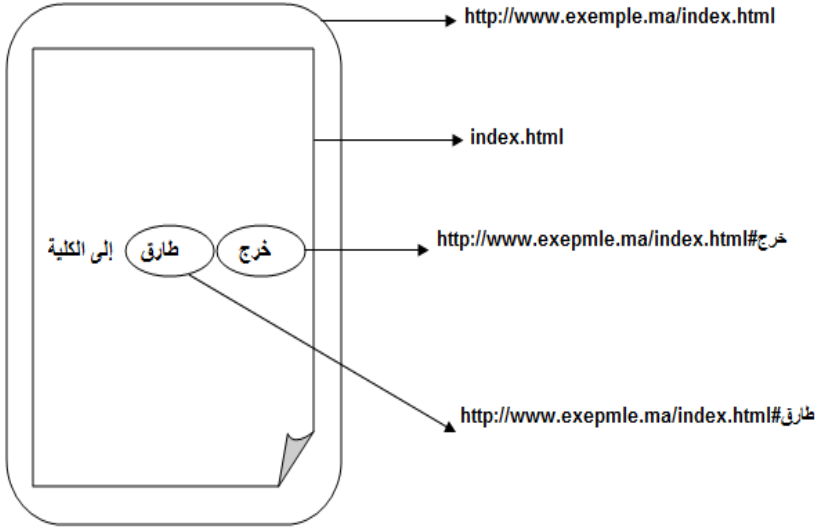 http://www.exemple.ma/index.html
index.html
خرج طارق إلى الكلية
http://www.exepmle.ma/index.html#خرج
http://www.exepmle.ma/index.html#طارق